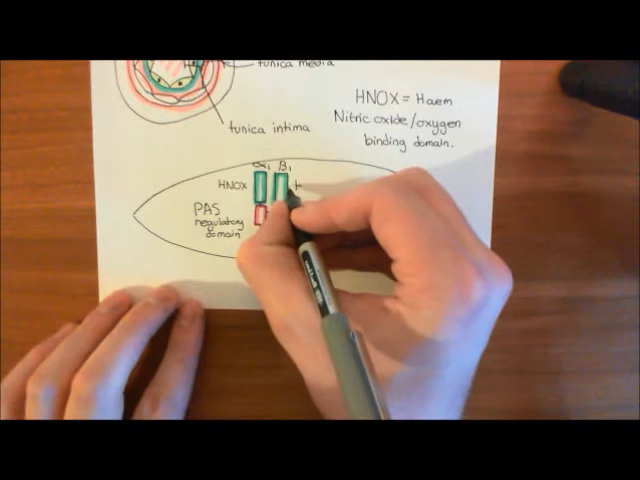 tunica media
HNOX = Haem
Nitric oxide/oxygen
binding domain.
tunica intima
α₁ β₁
HNOX
PAS
regulatory
domain